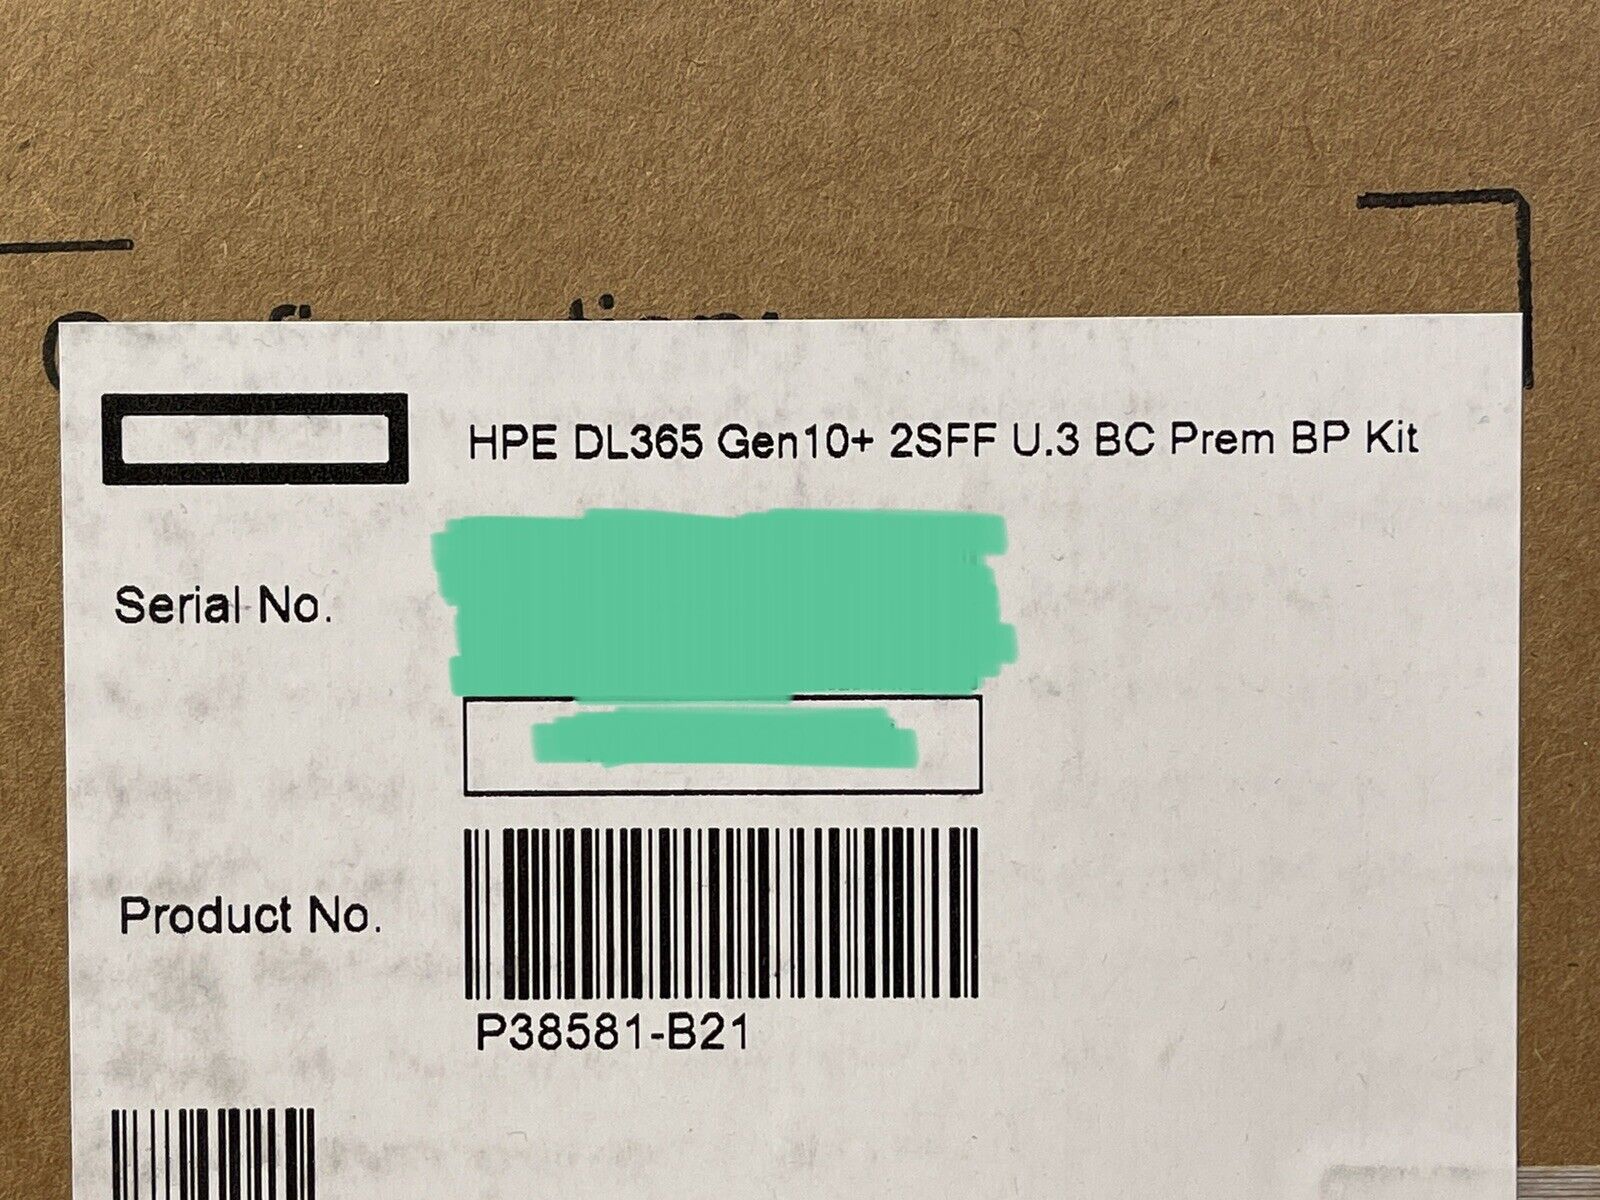 HPE DL365 Gen10+ 2SFF U.3 BC Prem BP Kit
Serial No.
Product No.
P38581-B21